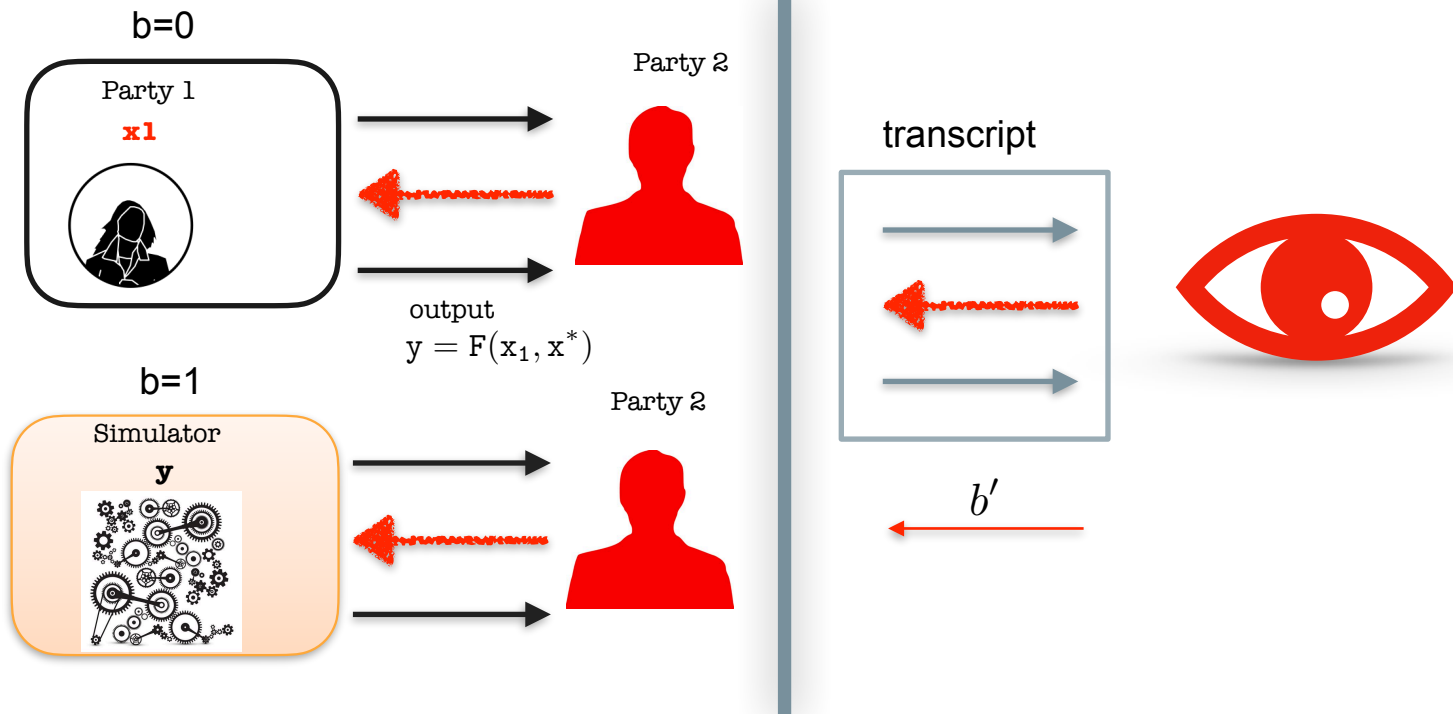 b=0
Party 1
x1
Party 2
output
y = F(x₁, x*)
b=1
Simulator
y
Party 2
transcript
b′